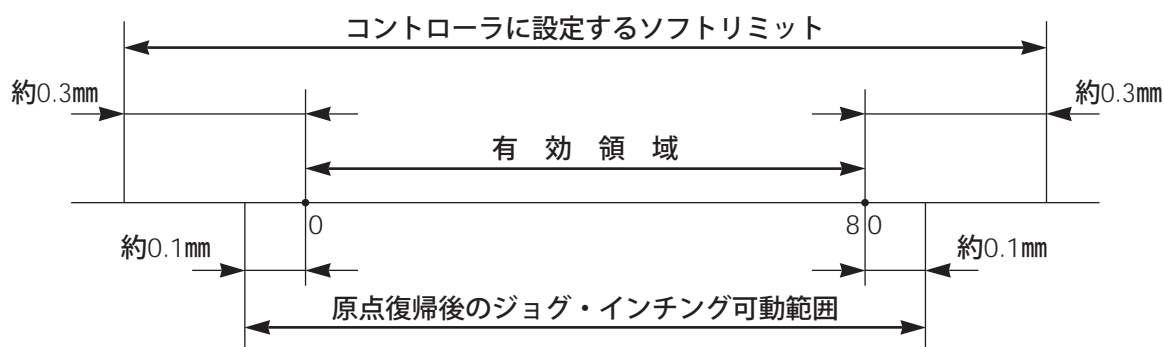 コントローラに設定するソフトリミット
約0.3㎜
約0.3㎜
有 効 領 域
0
80
約0.1㎜
約0.1㎜
原点復帰後のジョグ・インチング可動範囲